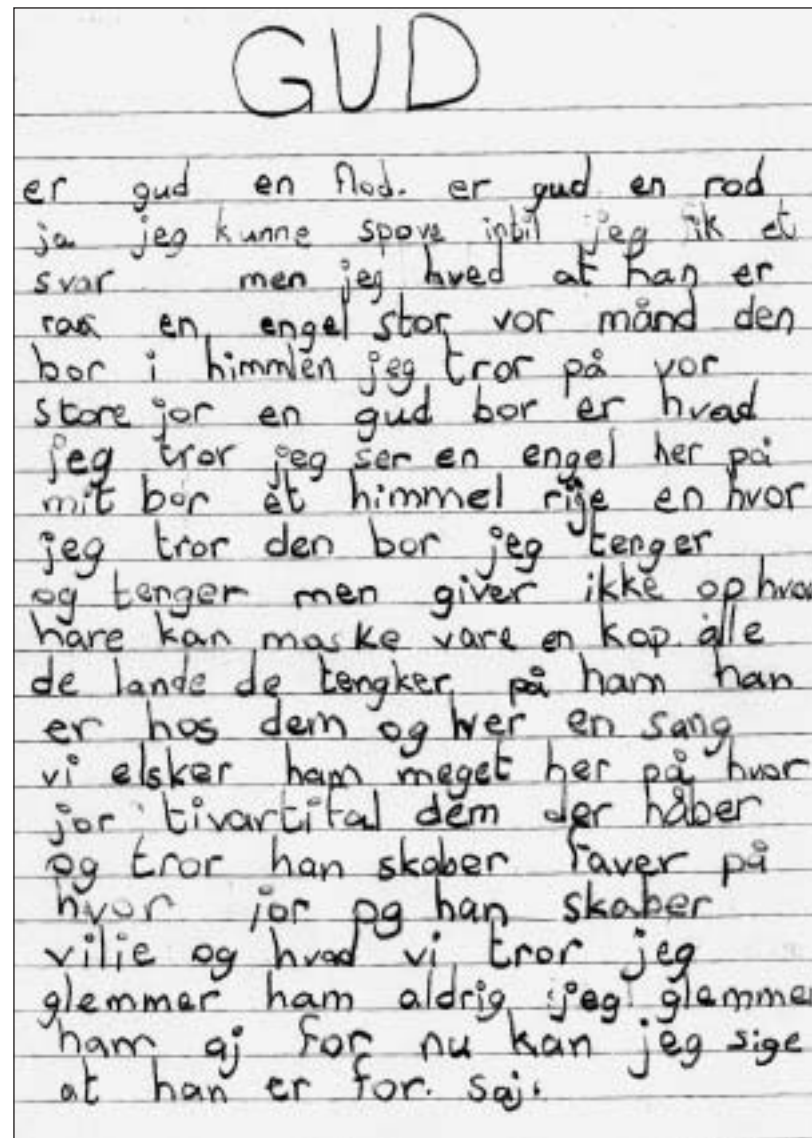 GUD
er gud en flod. er gud en rod
ja jeg kunne spøve intil jeg fik et
svar men jeg hved at han er
en engel stor vor månd den
bor i himmlen jeg tror på vor
store jor en gud bor er hvad
jeg tror jeg ser en engel her på
mit bor et himmel rije en hvor
jeg tror den bor jeg tenger
og tenger men giver ikke op hvad
hare kan maske vare en kop alle
de lande de tengker på ham han
er hos dem og hver en sang
vi elsker ham meget her på hvor
jor tivartital dem der håber
og tror han skaber faver på
hvor jor og han skaber
vilie og hvad vi tror jeg
glemmer ham aldrig jeg glemmer
ham aj for nu kan jeg sige
at han er for. saj.